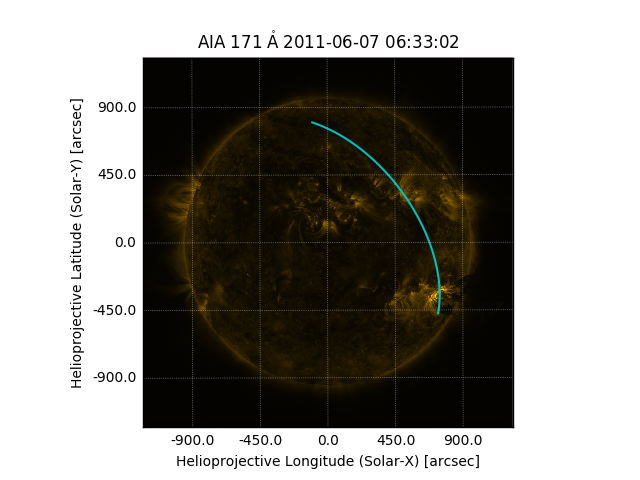 AIA 171 Å 2011-06-07 06:33:02
Helioprojective Latitude (Solar-Y) [arcsec]
900.0
450.0
0.0
-450.0
-900.0
-900.0 -450.0 0.0 450.0 900.0
Helioprojective Longitude (Solar-X) [arcsec]